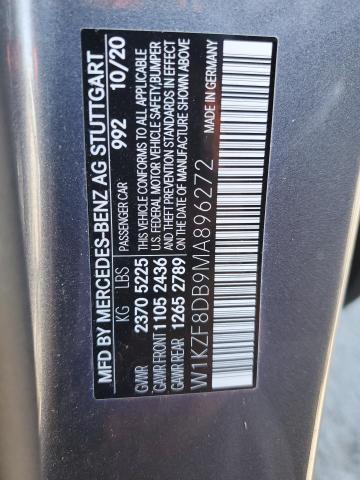 MFD BY MERCEDES-BENZ AG STUTTGART
PASSENGER CAR 992 10/20
KG LBS
GVWR 2370 5225
GAWR FRONT 1105 2436
GAWR REAR 1265 2789
THIS VEHICLE CONFORMS TO ALL APPLICABLE
U.S. FEDERAL MOTOR VEHICLE SAFETY, BUMPER
AND THEFT PREVENTION STANDARDS IN EFFECT
ON THE DATE OF MANUFACTURE SHOWN ABOVE
W1KZF8DB9MA896272
MADE IN GERMANY